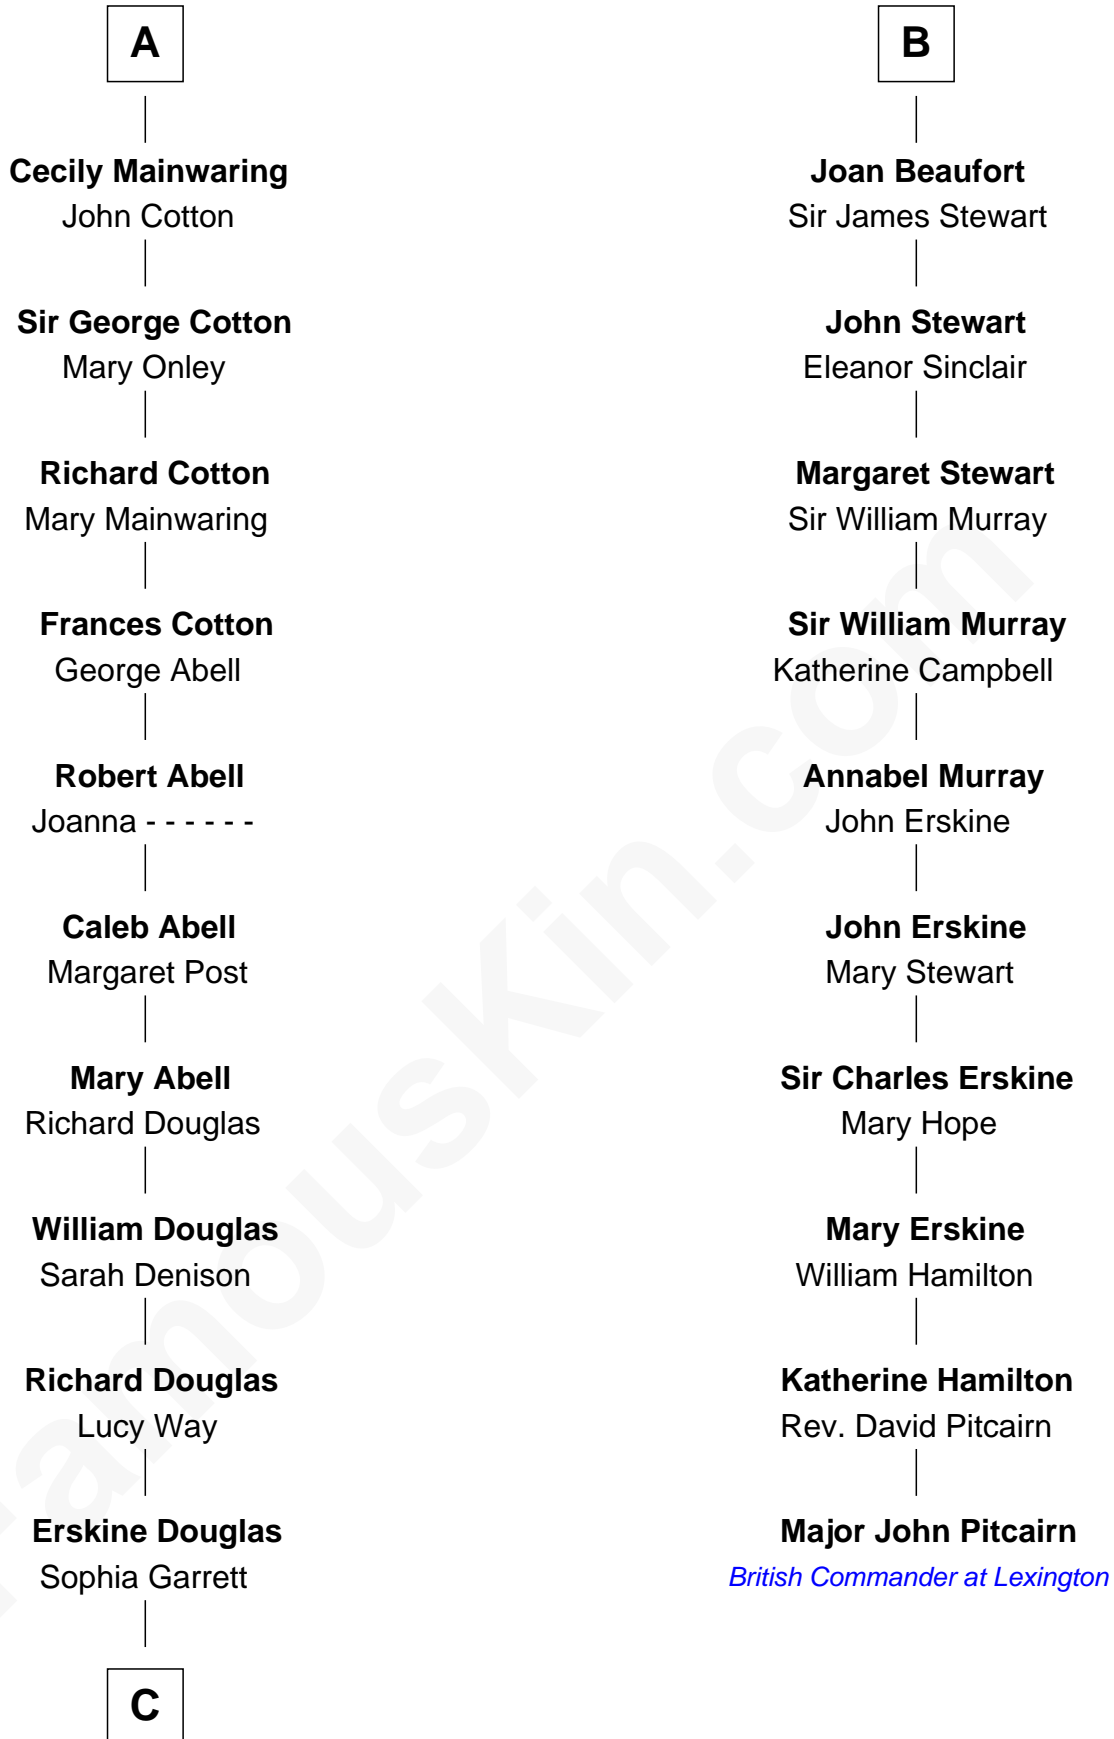 A
Cecily Mainwaring
John Cotton
Sir George Cotton
Mary Onley
Richard Cotton
Mary Mainwaring
Frances Cotton
George Abell
Robert Abell
Joanna - - - - - -
Caleb Abell
Margaret Post
Mary Abell
Richard Douglas
William Douglas
Sarah Denison
Richard Douglas
Lucy Way
Erskine Douglas
Sophia Garrett
C
B
Joan Beaufort
Sir James Stewart
John Stewart
Eleanor Sinclair
Margaret Stewart
Sir William Murray
Sir William Murray
Katherine Campbell
Annabel Murray
John Erskine
John Erskine
Mary Stewart
Sir Charles Erskine
Mary Hope
Mary Erskine
William Hamilton
Katherine Hamilton
Rev. David Pitcairn
Major John Pitcairn
British Commander at Lexington
FamousKin.com